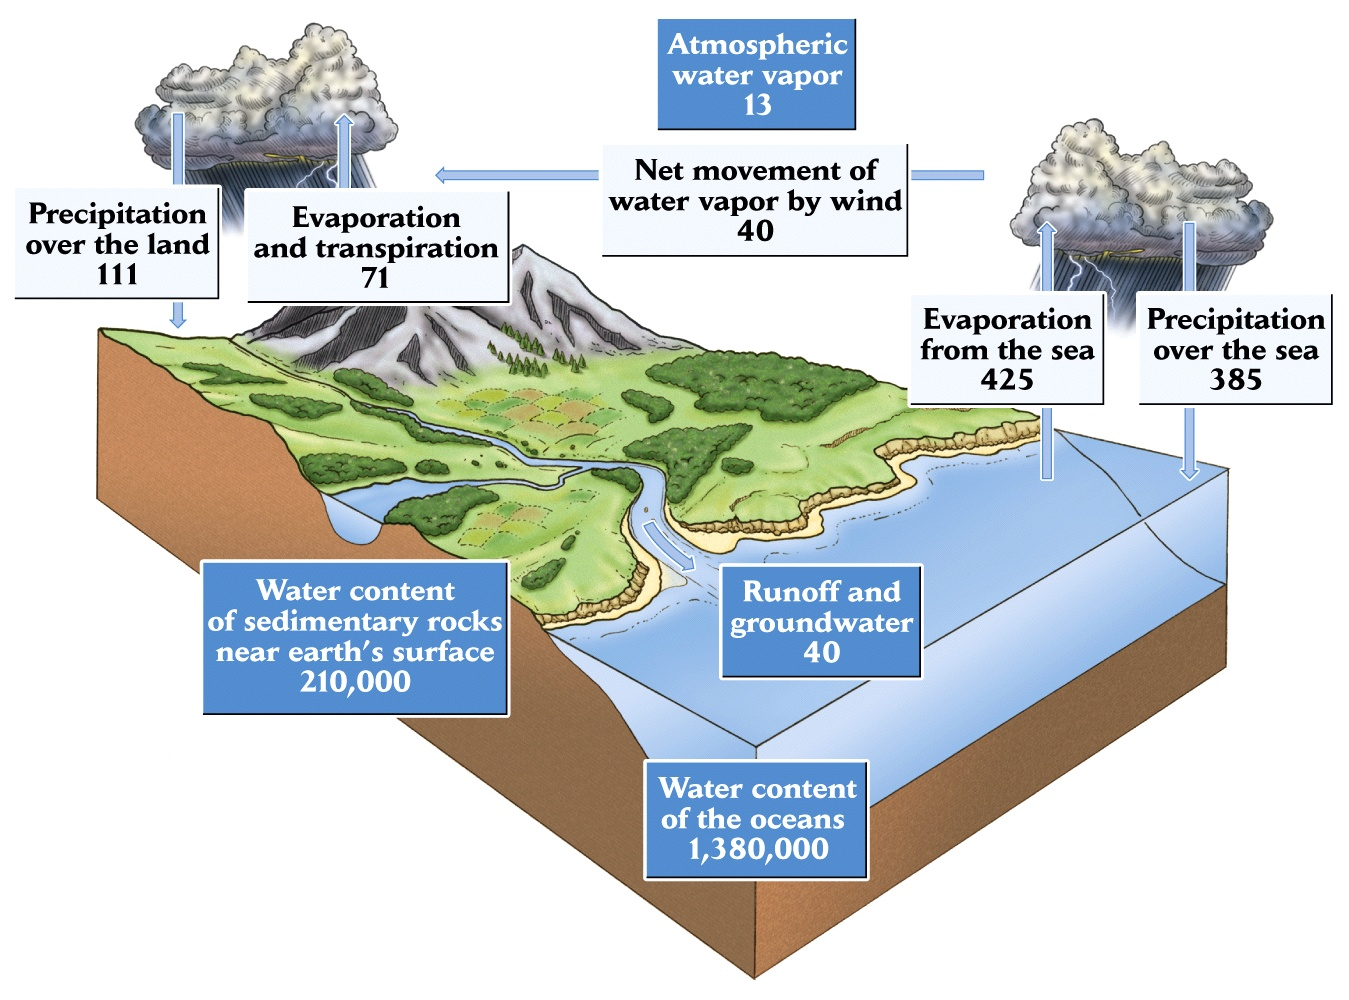 Atmospheric
water vapor
13
Net movement of
water vapor by wind
40
Precipitation
over the land
111
Evaporation
and transpiration
71
Evaporation
from the sea
425
Precipitation
over the sea
385
Water content
of sedimentary rocks
near earth's surface
210,000
Runoff and
groundwater
40
Water content
of the oceans
1,380,000